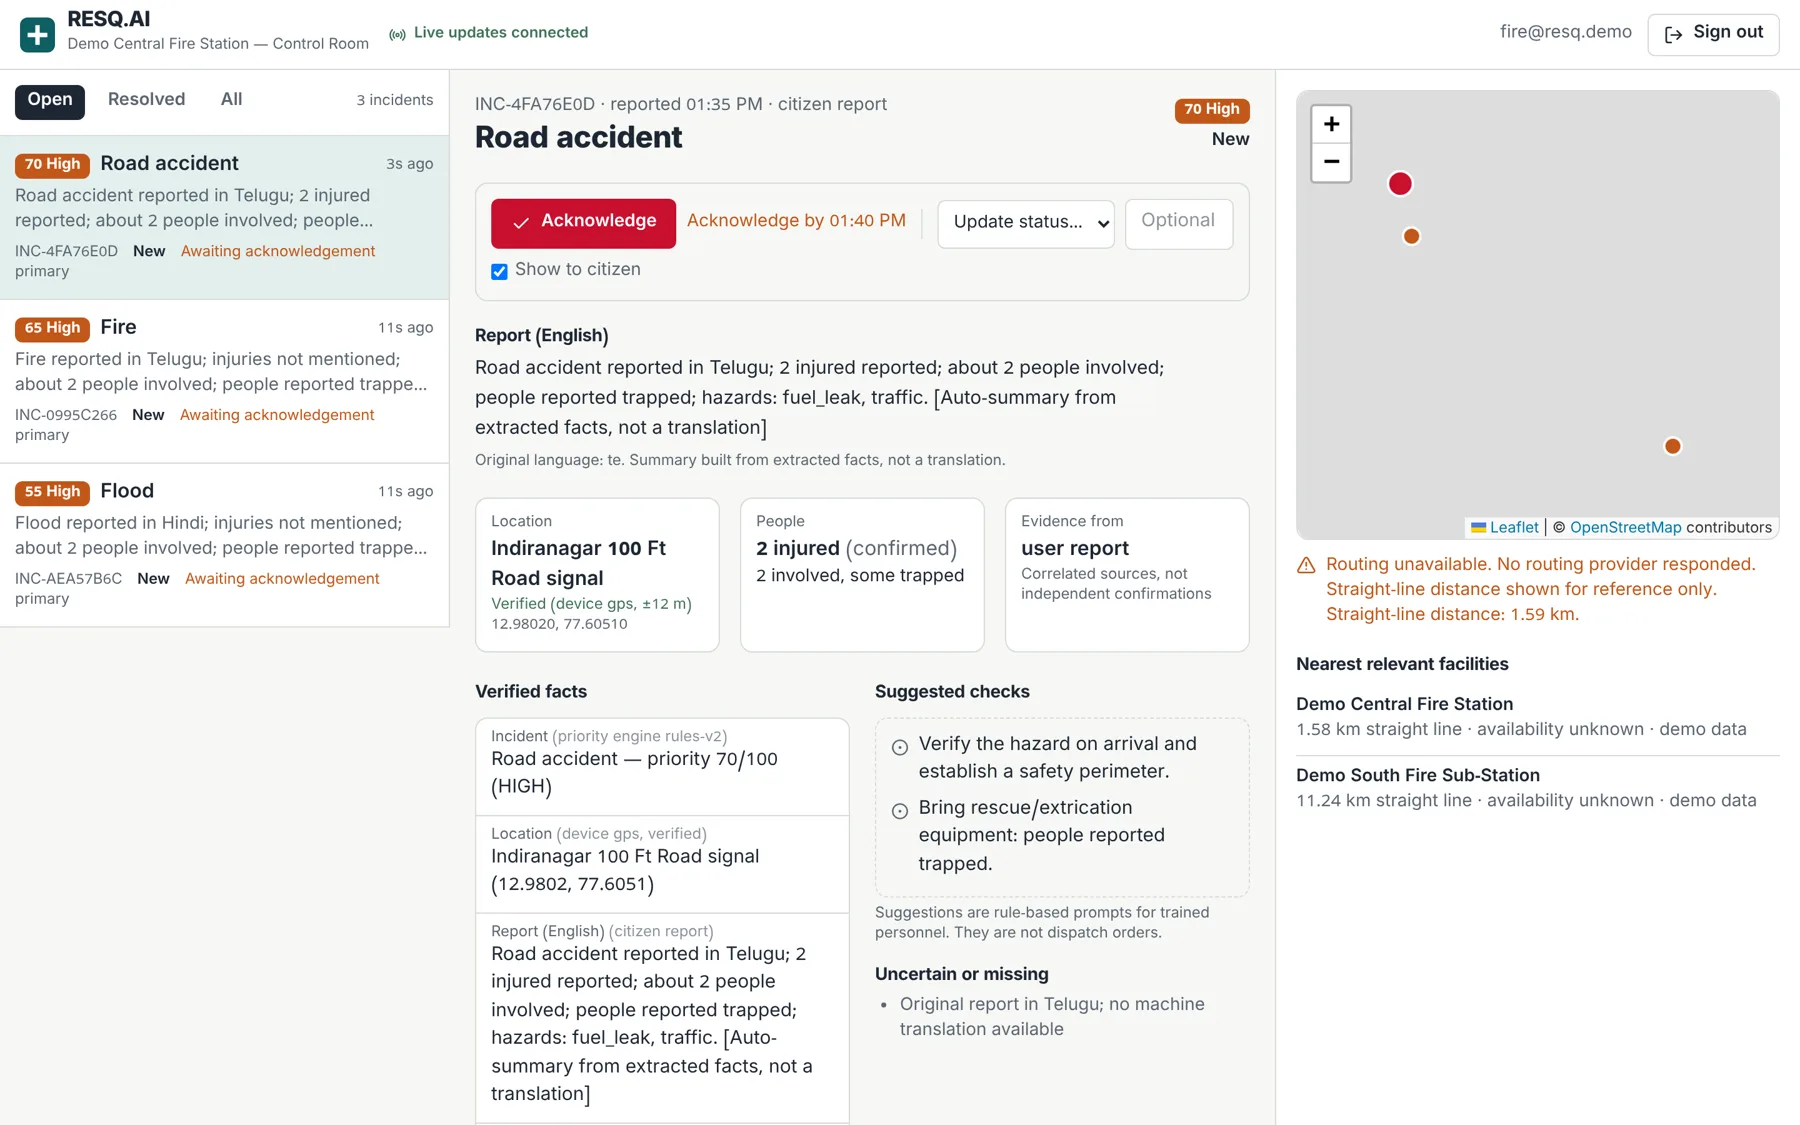 RESQ.AI
Demo Central Fire Station — Control Room
Live updates connected
fire@resq.demo
Sign out
Open
Resolved
All
3 incidents
70 High
Road accident
3s ago
Road accident reported in Telugu; 2 injured
reported; about 2 people involved; people...
INC-4FA76E0D New Awaiting acknowledgement
primary
65 High
Fire
11s ago
Fire reported in Telugu; injuries not mentioned;
about 2 people involved; people reported trappe...
INC-0995C266 New Awaiting acknowledgement
primary
55 High
Flood
11s ago
Flood reported in Hindi; injuries not mentioned;
about 2 people involved; people reported trappe...
INC-AEA57B6C New Awaiting acknowledgement
primary
INC-4FA76E0D · reported 01:35 PM · citizen report
Road accident
70 High
New
Acknowledge
Acknowledge by 01:40 PM
Update status...
Optional
Show to citizen
Report (English)
Road accident reported in Telugu; 2 injured reported; about 2 people involved;
people reported trapped; hazards: fuel_leak, traffic. [Auto-summary from
extracted facts, not a translation]
Original language: te. Summary built from extracted facts, not a translation.
Location
Indiranagar 100 Ft
Road signal
Verified (device gps, ±12 m)
12.98020, 77.60510
People
2 injured (confirmed)
2 involved, some trapped
Evidence from
user report
Correlated sources, not
independent confirmations
Verified facts
Incident (priority engine rules-v2)
Road accident — priority 70/100
(HIGH)
Location (device gps, verified)
Indiranagar 100 Ft Road signal
(12.9802, 77.6051)
Report (English) (citizen report)
Road accident reported in Telugu; 2
injured reported; about 2 people
involved; people reported trapped;
hazards: fuel_leak, traffic. [Auto-
summary from extracted facts, not a
translation]
Suggested checks
Verify the hazard on arrival and
establish a safety perimeter.
Bring rescue/extrication
equipment: people reported
trapped.
Suggestions are rule-based prompts for trained
personnel. They are not dispatch orders.
Uncertain or missing
Original report in Telugu; no machine
translation available
+
−
Leaflet | © OpenStreetMap contributors
Routing unavailable. No routing provider responded.
Straight-line distance shown for reference only.
Straight-line distance: 1.59 km.
Nearest relevant facilities
Demo Central Fire Station
1.58 km straight line · availability unknown · demo data
Demo South Fire Sub-Station
11.24 km straight line · availability unknown · demo data